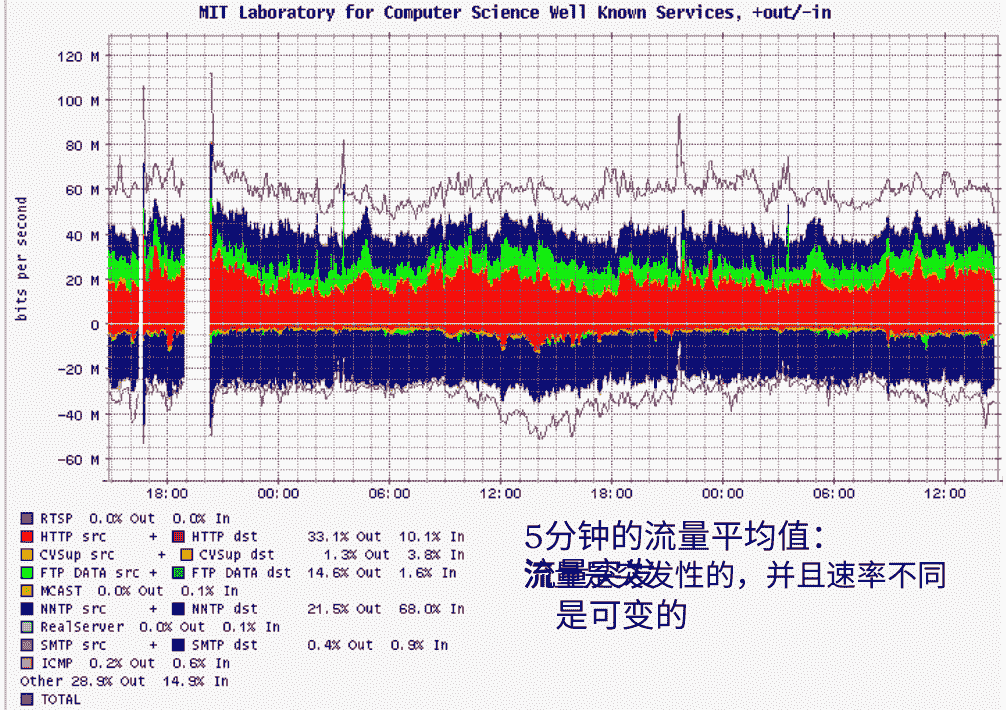 MIT Laboratory for Computer Science Well Known Services, +out/-in
120 M
100 M
80 M
60 M
40 M
20 M
0
-20 M
-40 M
-60 M
bits per second
18:00 00:00 06:00 12:00 18:00 00:00 06:00 12:00
RTSP 0.0% Out 0.0% In
HTTP src + HTTP dst 33.1% Out 10.1% In
CVSup src + CVSup dst 1.3% Out 3.8% In
FTP DATA src + FTP DATA dst 14.6% Out 1.6% In
MCAST 0.0% Out 0.1% In
NNTP src + NNTP dst 21.5% Out 68.0% In
RealServer 0.0% Out 0.1% In
SMTP src + SMTP dst 0.4% Out 0.9% In
ICMP 0.2% Out 0.6% In
Other 28.9% Out 14.9% In
TOTAL
5分钟的流量平均值：
流量是突发性的，并且速率不同
是可变的